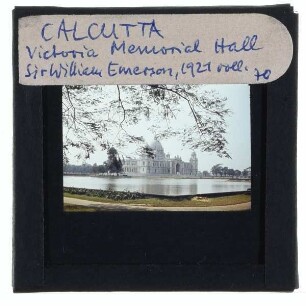 CALCUTTA
Victoria Memorial Hall
Sir William Emerson, 1921 voll.
70